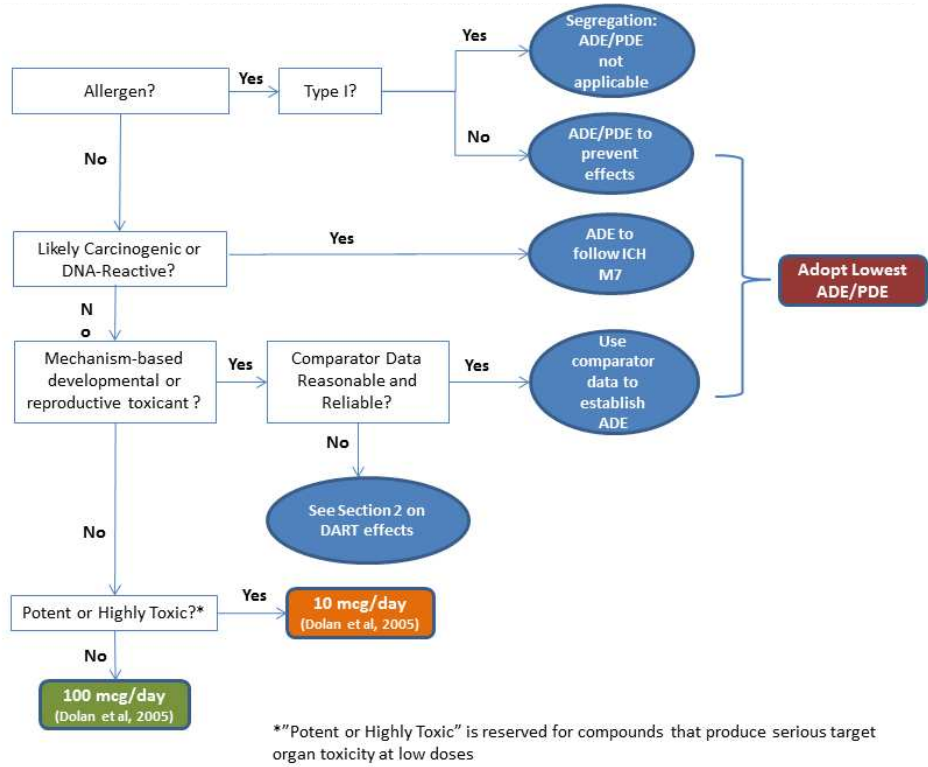 Segregation:
ADE/PDE
not
applicable
Yes
Yes
Allergen?
Type I?
No
ADE/PDE to
prevent
effects
No
Likely Carcinogenic or
DNA-Reactive?
Yes
ADE to
follow ICH
M7
Adopt Lowest
ADE/PDE
N
o
Mechanism-based
developmental or
reproductive toxicant ?
Yes
Comparator Data
Reasonable and
Reliable?
Yes
Use
comparator
data to
establish
ADE
No
See Section 2 on
DART effects
No
Potent or Highly Toxic?*
Yes
10 mcg/day
(Dolan et al, 2005)
No
100 mcg/day
(Dolan et al, 2005)
*"Potent or Highly Toxic" is reserved for compounds that produce serious target
organ toxicity at low doses